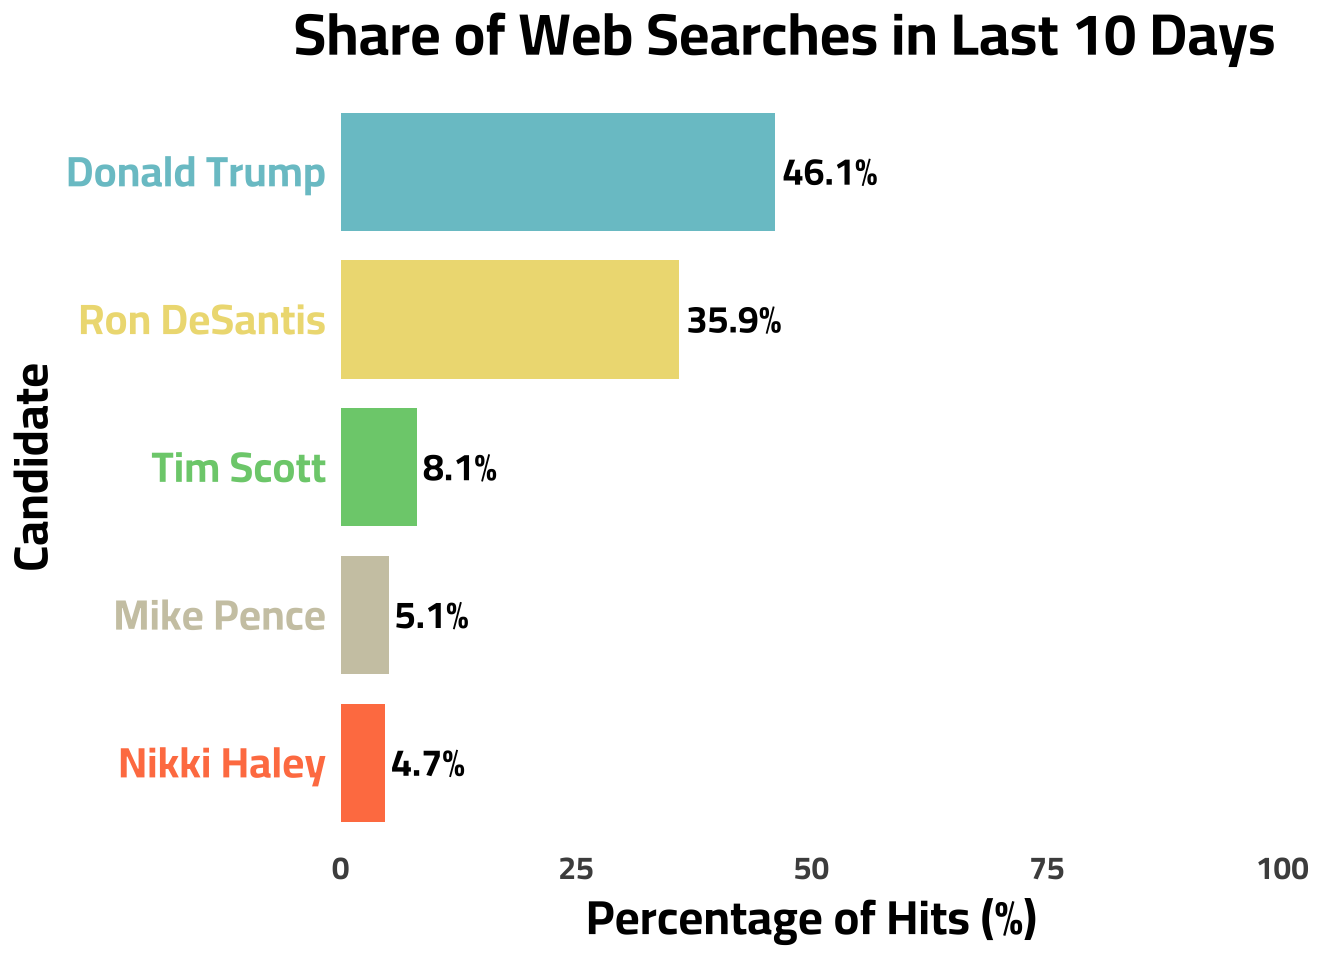 Share of Web Searches in Last 10 Days
Donald Trump
46.1%
Ron DeSantis
35.9%
Candidate
Tim Scott
8.1%
Mike Pence
5.1%
Nikki Haley
4.7%
0 25 50 75 100
Percentage of Hits (%)